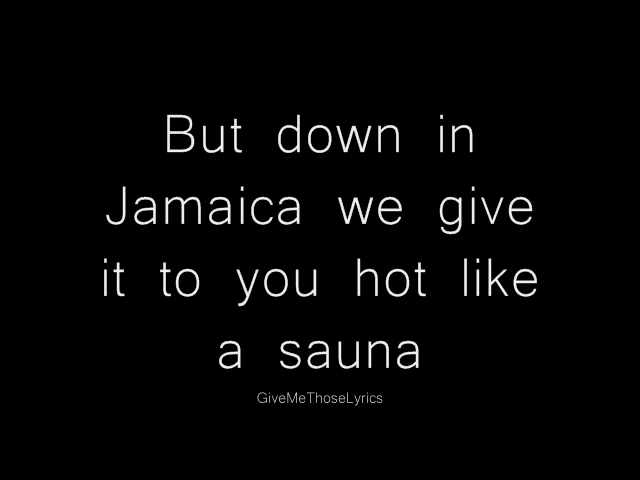 But down in
Jamaica we give
it to you hot like
a sauna
GiveMeThoseLyrics